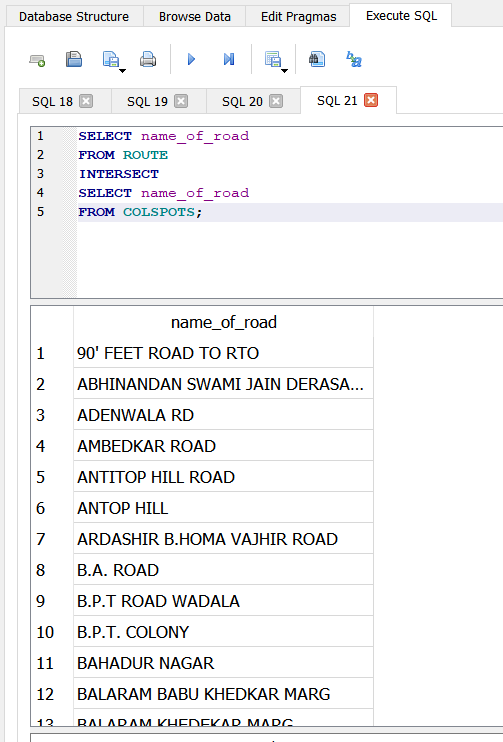 Database Structure Browse Data Edit Pragmas Execute SQL
SQL 18 SQL 19 SQL 20 SQL 21
1 SELECT name_of_road
2 FROM ROUTE
3 INTERSECT
4 SELECT name_of_road
5 FROM COLSPOTS;
name_of_road
1 90' FEET ROAD TO RTO
2 ABHINANDAN SWAMI JAIN DERASA...
3 ADENWALA RD
4 AMBEDKAR ROAD
5 ANTITOP HILL ROAD
6 ANTOP HILL
7 ARDASHIR B.HOMA VAJHIR ROAD
8 B.A. ROAD
9 B.P.T ROAD WADALA
10 B.P.T. COLONY
11 BAHADUR NAGAR
12 BALARAM BABU KHEDKAR MARG
13 BALARAM KHEDEKAR MARG